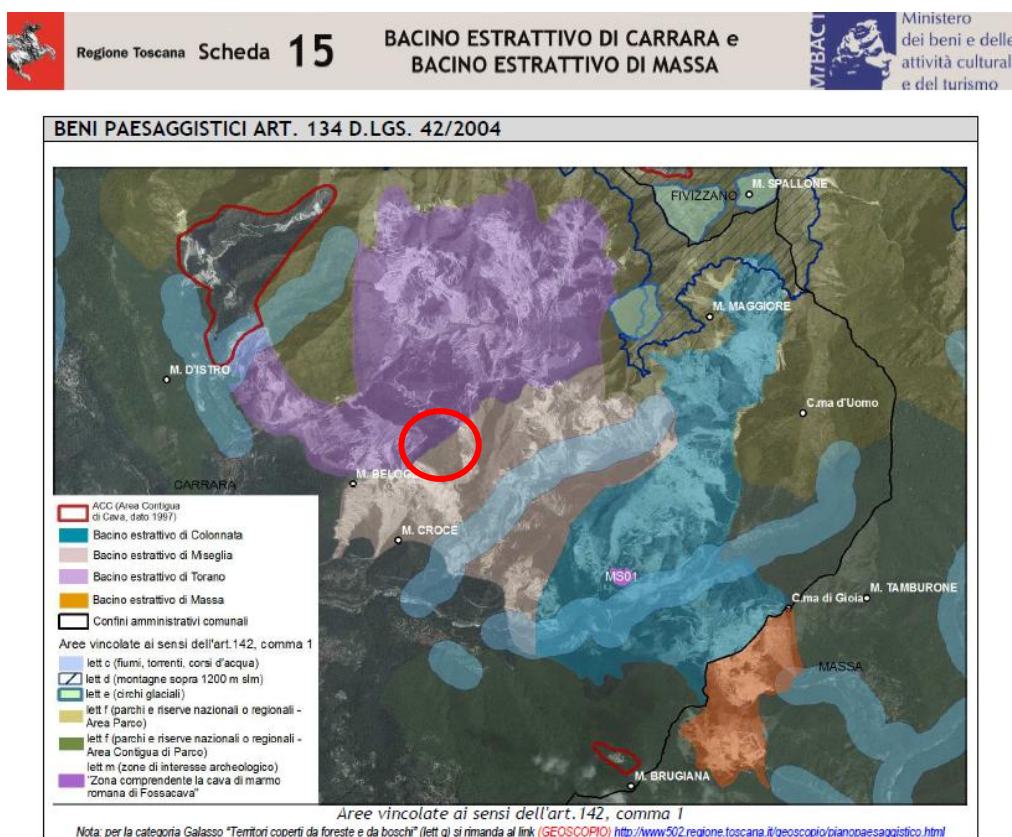 Regione Toscana Scheda 15
BACINO ESTRATTIVO DI CARRARA e
BACINO ESTRATTIVO DI MASSA
MiBACT
Ministero
dei beni e delle
attività cultural
e del turismo
BENI PAESAGGISTICI ART. 134 D.LGS. 42/2004
FIVIZZANO
M. SPALLONE
M. MAGGIORE
M. D'ISTRO
C.ma d'Uomo
M. BELOGE
CARRARA
M. CROCE
MS01
M. TAMBURONE
C.ma di Gioia
MASSA
M. BRUGIANA
ACC (Area Contigua
di Cava, dato 1997)
Bacino estrattivo di Colonnata
Bacino estrattivo di Miseglia
Bacino estrattivo di Torano
Bacino estrattivo di Massa
Confini amministrativi comunali
Aree vincolate ai sensi dell'art.142, comma 1
lett c (fiumi, torrenti, corsi d'acqua)
lett d (montagne sopra 1200 m slm)
lett e (circhi glaciali)
lett f (parchi e riserve nazionali o regionali -
Area Parco)
lett f (parchi e riserve nazionali o regionali -
Area Contigua di Parco)
lett m (zone di interesse archeologico)
"Zona comprendente la cava di marmo
romana di Fossacava"
Aree vincolate ai sensi dell'art.142, comma 1
Nota: per la categoria Galasso "Territori coperti da foreste e da boschi" (lett g) si rimanda al link (GEOSCOPIO) http://www502.regione.toscana.it/geoscopio/pianopaesaggistico.html